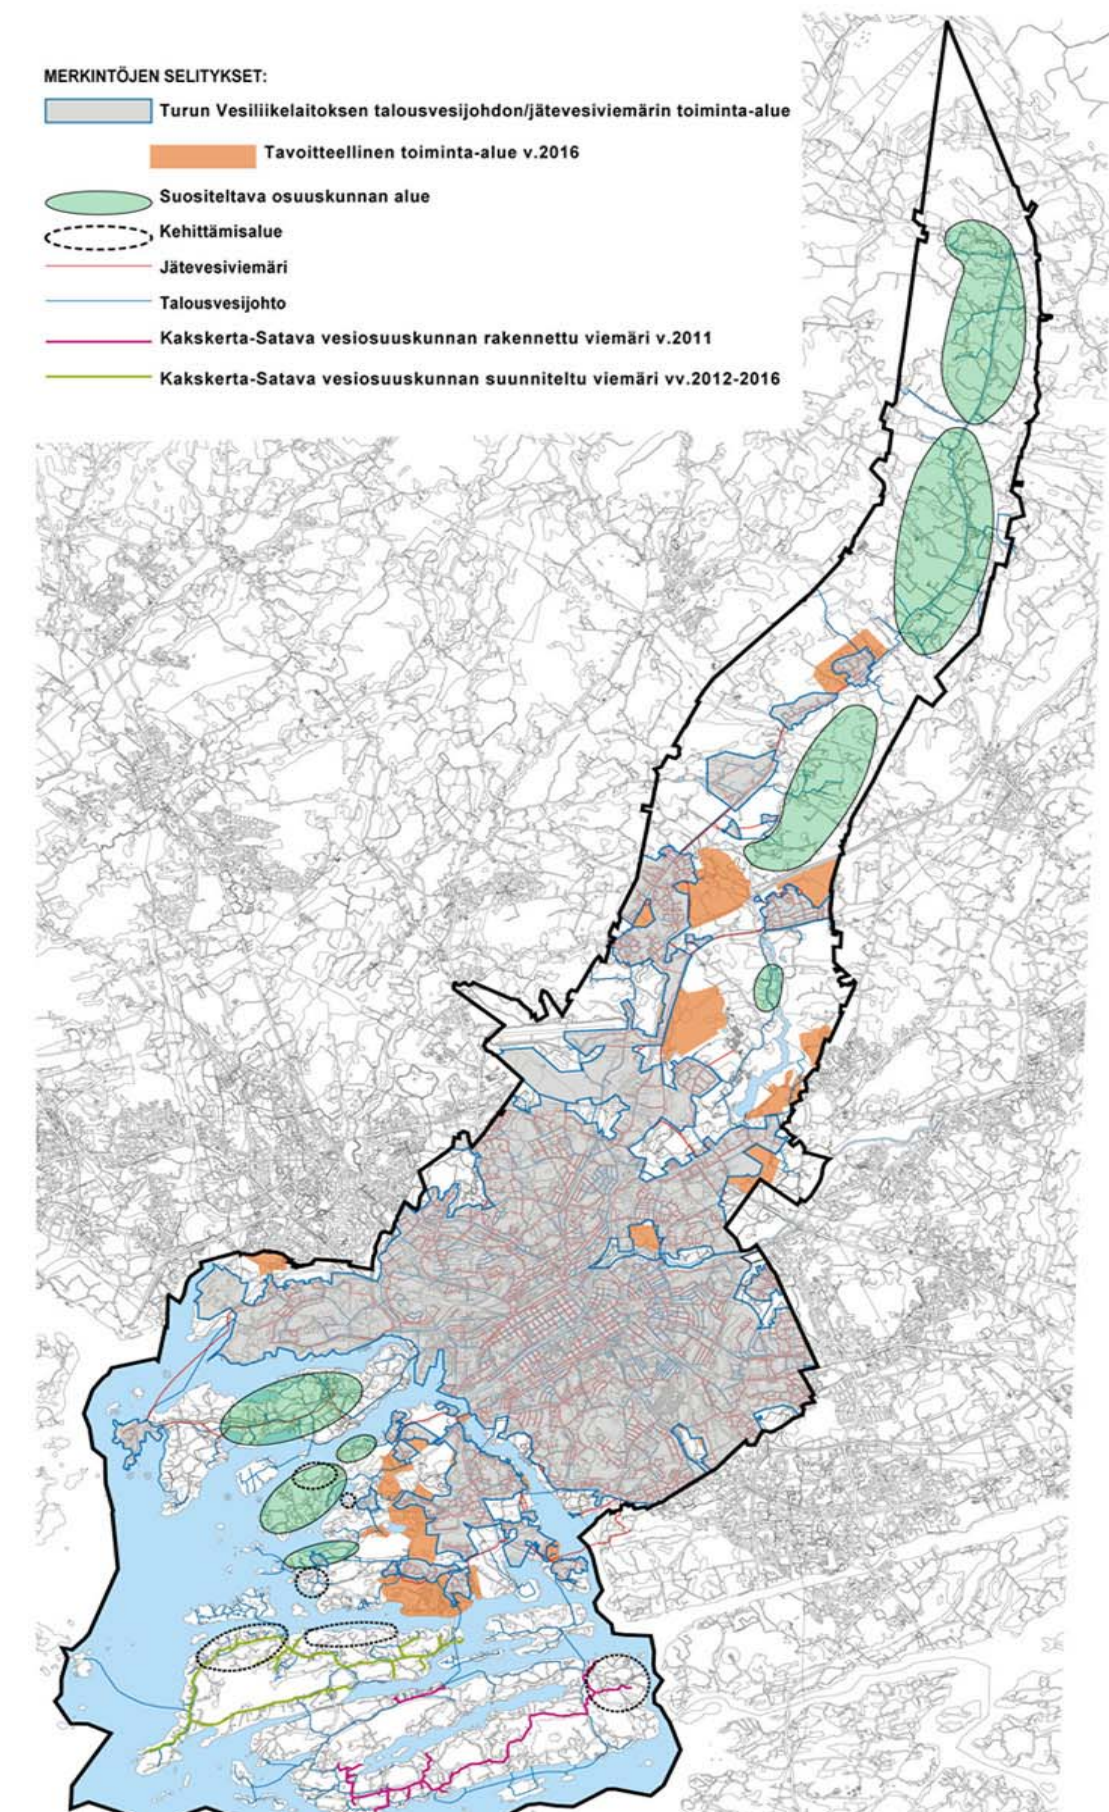 MERKINTÖJEN SELITYKSET:
Turun Vesiliikelaitoksen talousvesijohdon/jätevesiviemärin toiminta-alue
Tavoitteellinen toiminta-alue v.2016
Suositeltava osuuskunnan alue
Kehittämisalue
Jätevesiviemäri
Talousvesijohto
Kakskerta-Satava vesiosuuskunnan rakennettu viemäri v.2011
Kakskerta-Satava vesiosuuskunnan suunniteltu viemäri vv.2012-2016